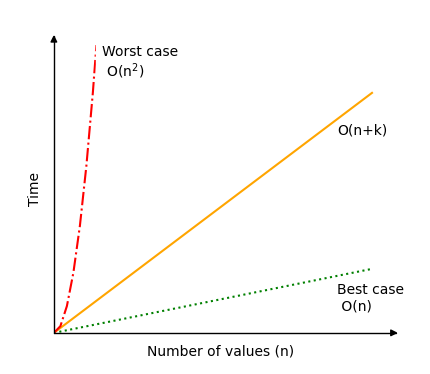 Worst case
O(n²)
O(n+k)
Time
Best case
O(n)
Number of values (n)